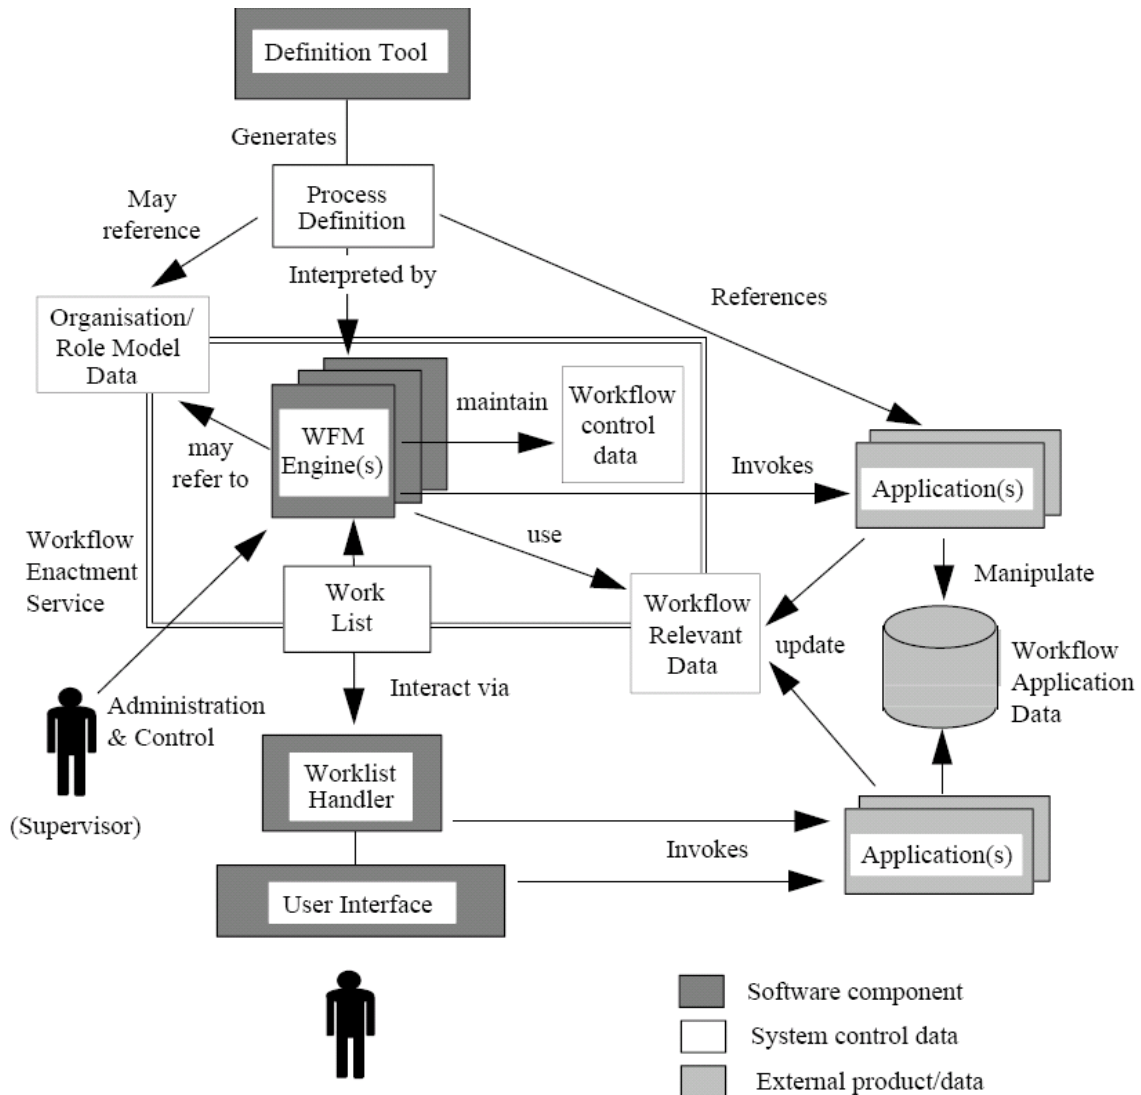 Definition Tool
Generates
Process
Definition
May
reference
Interpreted by
References
Organisation/
Role Model
Data
WFM
Engine(s)
maintain
Workflow
control
data
may
refer to
Invokes
Application(s)
use
Workflow
Enactment
Service
Work
List
Workflow
Relevant
Data
Manipulate
update
Workflow
Application
Data
Interact via
Administration
& Control
(Supervisor)
Worklist
Handler
Invokes
Application(s)
User Interface
Software component
System control data
External product/data